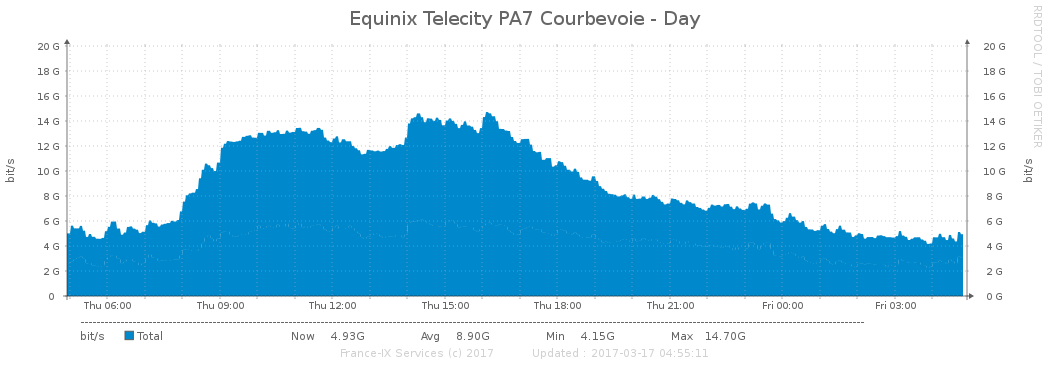 Equinix Telecity PA7 Courbevoie - Day
RRDTOOL / TOBI OETIKER
bit/s
20 G
18 G
16 G
14 G
12 G
10 G
8 G
6 G
4 G
2 G
0
20 G
18 G
16 G
14 G
12 G
10 G
8 G
6 G
4 G
2 G
0 G
bit/s
Thu 06:00 Thu 09:00 Thu 12:00 Thu 15:00 Thu 18:00 Thu 21:00 Fri 00:00 Fri 03:00
bit/s Total Now 4.93G Avg 8.90G Min 4.15G Max 14.70G
France-IX Services (c) 2017 Updated : 2017-03-17 04:55:11